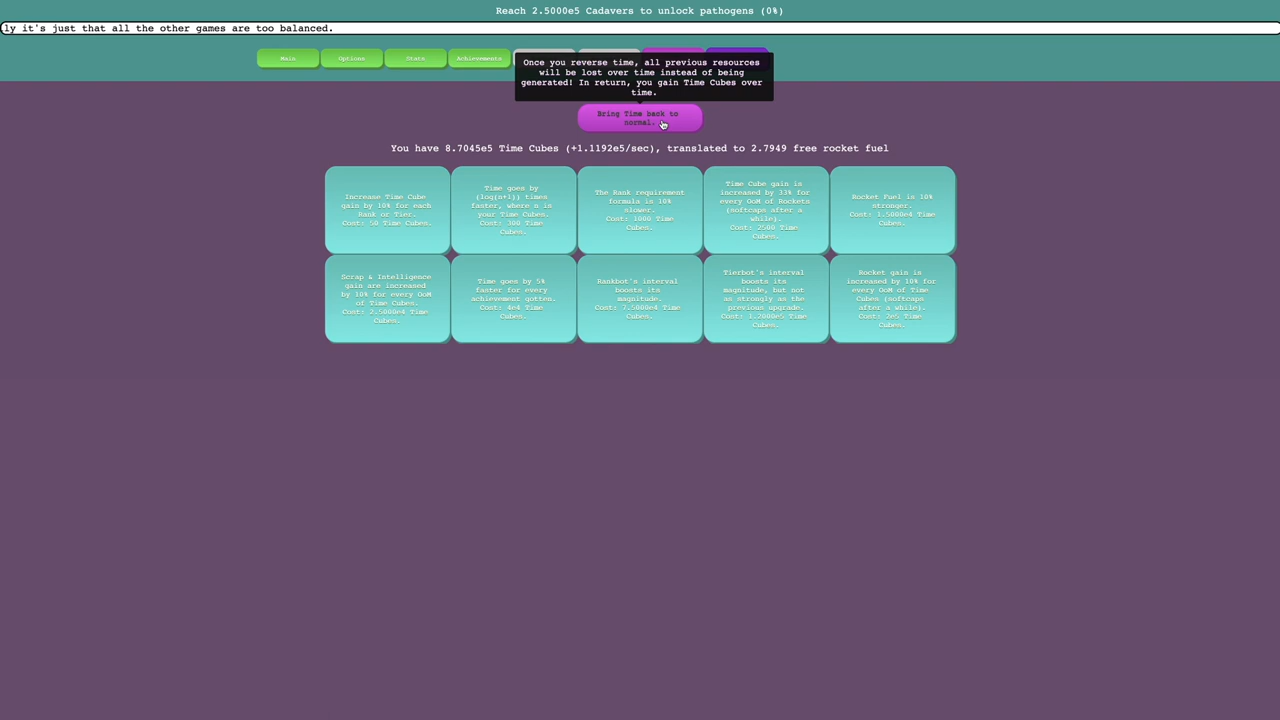 Reach 2.5000e5 Cadavers to unlock pathogens (0%)
ly it's just that all the other games are too balanced.
Main
Options
Stats
Achievements
Once you reverse time, all previous resources
will be lost over time instead of being
generated! In return, you gain Time Cubes over
time.
Bring Time back to
normal.
You have 8.7045e5 Time Cubes (+1.1192e5/sec), translated to 2.7949 free rocket fuel
Increase Time Cube
gain by 10% for each
Rank or Tier.
Cost: 50 Time Cubes.
Time goes by
(log(n+1)) times
faster, where n is
your Time Cubes.
Cost: 300 Time
Cubes.
The Rank requirement
formula is 10%
slower.
Cost: 1000 Time
Cubes.
Time Cube gain is
increased by 33% for
every OoM of Rockets
(softcaps after a
while).
Cost: 2500 Time
Cubes.
Rocket Fuel is 10%
stronger.
Cost: 1.5000e4 Time
Cubes.
Scrap & Intelligence
gain are increased
by 10% for every OoM
of Time Cubes.
Cost: 2.5000e4 Time
Cubes.
Time goes by 5%
faster for every
achievement gotten.
Cost: 4e4 Time
Cubes.
Rankbot's interval
boosts its
magnitude.
Cost: 7.5000e4 Time
Cubes.
Tierbot's interval
boosts its
magnitude, but not
as strongly as the
previous upgrade.
Cost: 1.2000e5 Time
Cubes.
Rocket gain is
increased by 10% for
every OoM of Time
Cubes (softcaps
after a while).
Cost: 2e5 Time
Cubes.